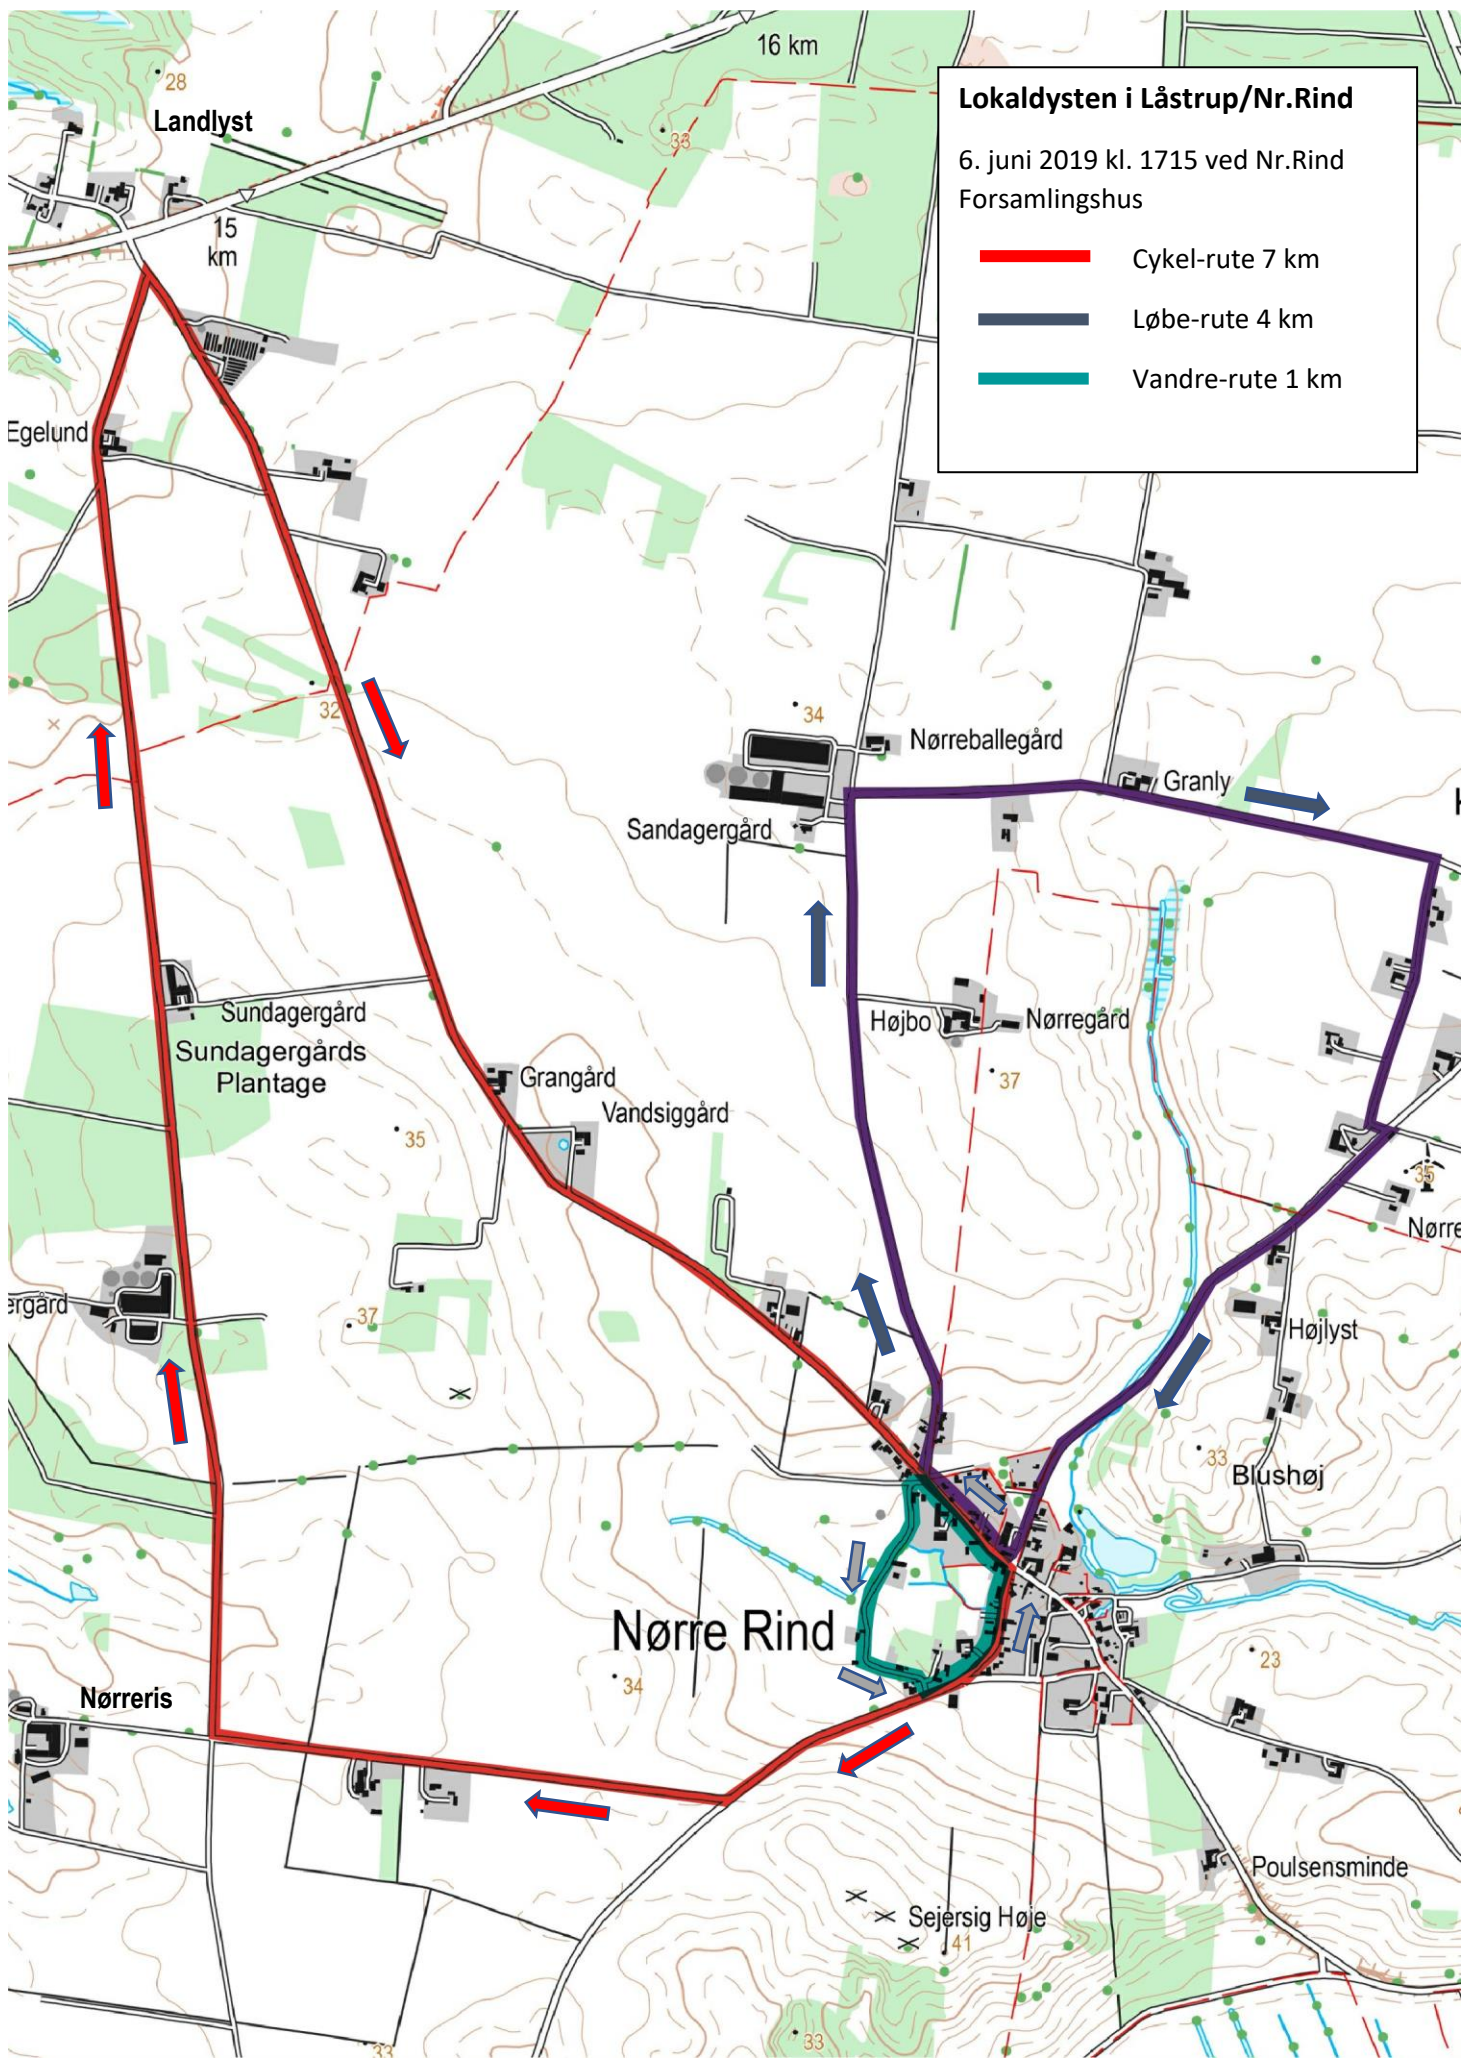 16 km
28
Landlyst
33
Lokaldysten i Låstrup/Nr.Rind
6. juni 2019 kl. 1715 ved Nr.Rind
Forsamlingshus
Cykel-rute 7 km
Løbe-rute 4 km
Vandre-rute 1 km
15
km
Egelund
32
34
Nørreballegård
Granly
Sandagergård
Sundagergård
Sundagergårds
Plantage
Højbo
Nørregård
37
Grangård
Vandsiggård
35
35
Nørre
ergård
37
Højlyst
33
Blushøj
Nørre Rind
34
23
Nørreris
Poulsensminde
Sejersig Høje
41
33
33